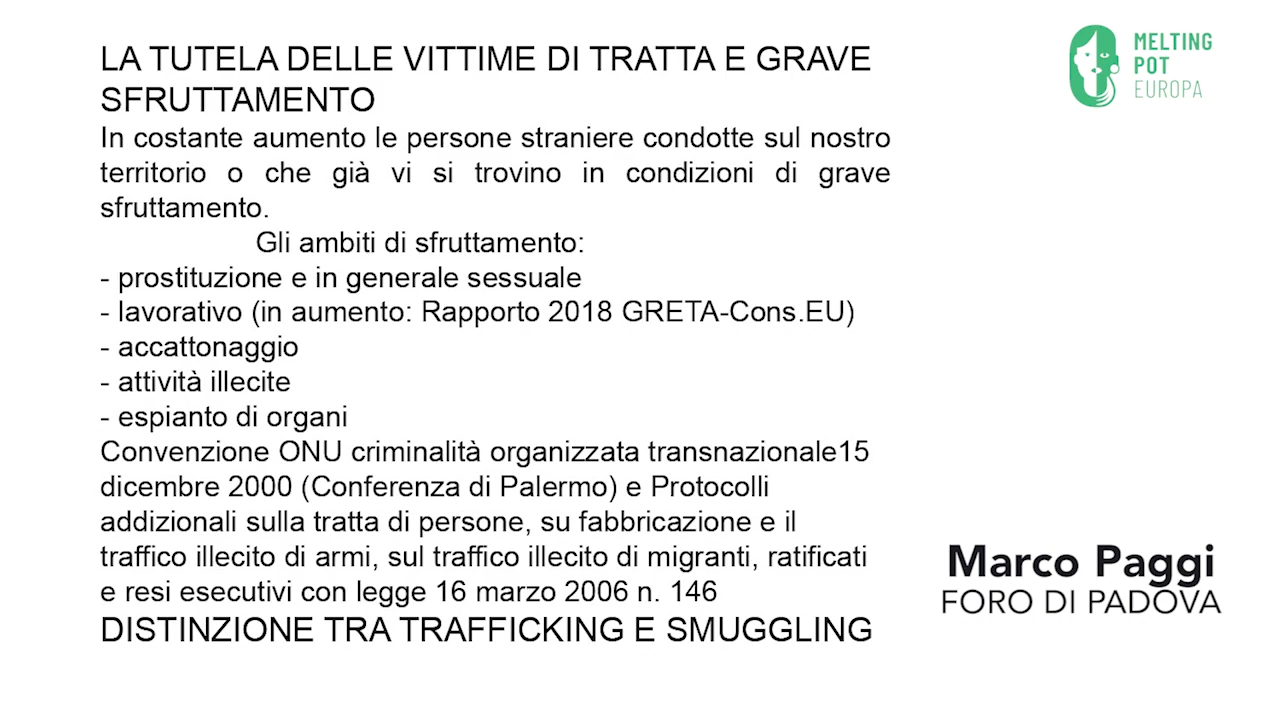 LA TUTELA DELLE VITTIME DI TRATTA E GRAVE
SFRUTTAMENTO
In costante aumento le persone straniere condotte sul nostro
territorio o che già vi si trovino in condizioni di grave
sfruttamento.
Gli ambiti di sfruttamento:
- prostituzione e in generale sessuale
- lavorativo (in aumento: Rapporto 2018 GRETA-Cons.EU)
- accattonaggio
- attività illecite
- espianto di organi
Convenzione ONU criminalità organizzata transnazionale15
dicembre 2000 (Conferenza di Palermo) e Protocolli
addizionali sulla tratta di persone, su fabbricazione e il
traffico illecito di armi, sul traffico illecito di migranti, ratificati
e resi esecutivi con legge 16 marzo 2006 n. 146
DISTINZIONE TRA TRAFFICKING E SMUGGLING
MELTING
POT
EUROPA
Marco Paggi
FORO DI PADOVA